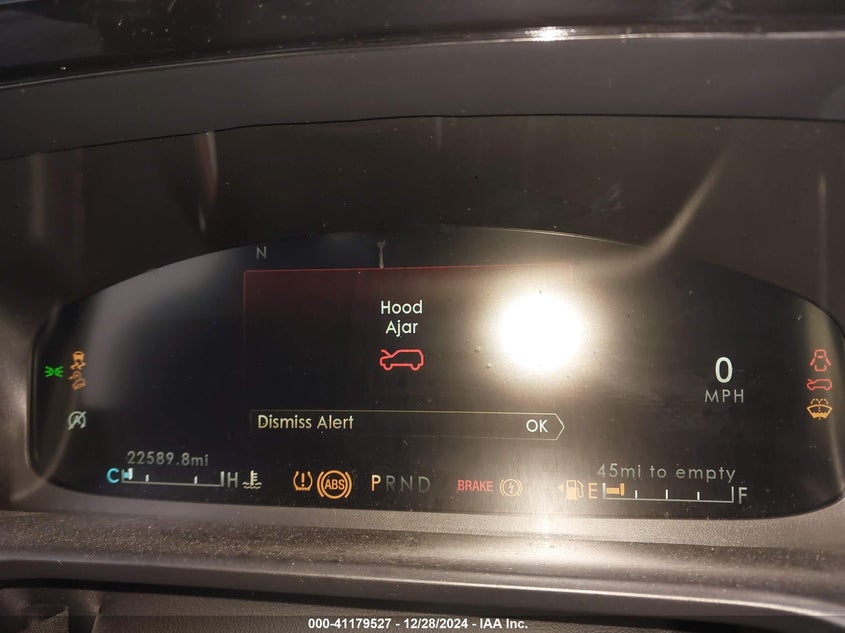 N
Hood
Ajar
0
MPH
Dismiss Alert
OK
22589.8mi
45mi to empty
C H
ABS
PRND
BRAKE
E F
000-41179527 - 12/28/2024 - IAA Inc.